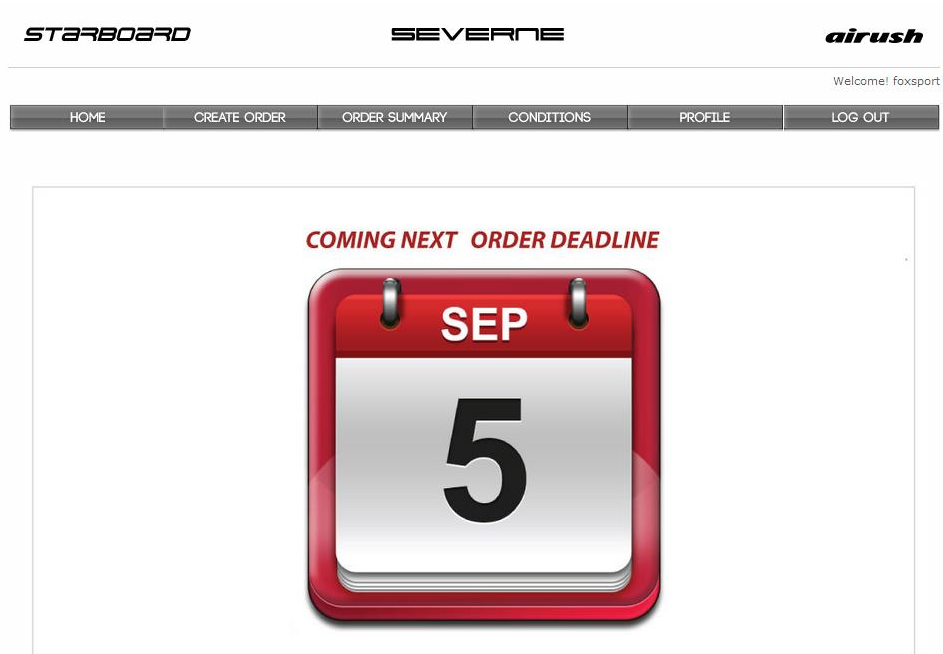 STARBOARD SEVERNE airush
Welcome! foxsport
HOME CREATE ORDER ORDER SUMMARY CONDITIONS PROFILE LOG OUT
COMING NEXT ORDER DEADLINE
SEP
5